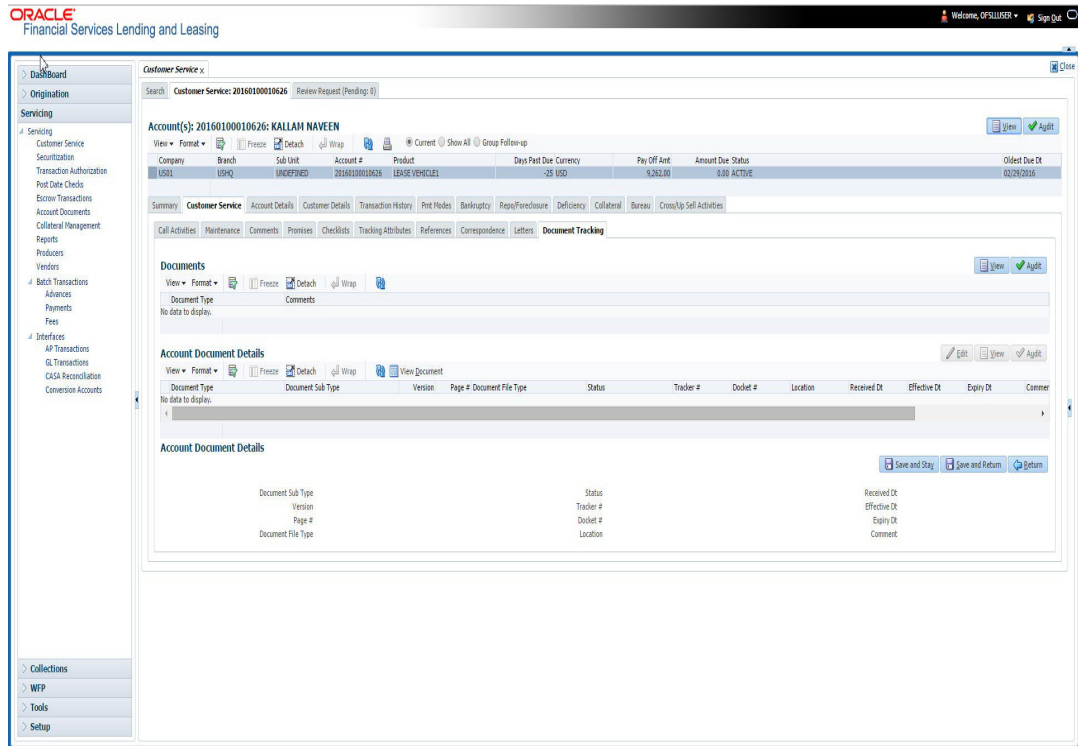 ORACLE
Financial Services Lending and Leasing
Welcome, OFSLLUSER
Sign Out
Close
DashBoard
Origination
Servicing
Servicing
Customer Service
Securitization
Transaction Authorization
Post Date Checks
Escrow Transactions
Account Documents
Collateral Management
Reports
Producers
Vendors
Batch Transactions
Advances
Payments
Fees
Interfaces
AP Transactions
GL Transactions
CASA Reconciliation
Conversion Accounts
Collections
WFP
Tools
Setup
Customer Service x
Search Customer Service: 20160100010626 Review Request (Pending: 0)
Account(s): 20160100010626: KALLAM NAVEEN
View Audit
View Format Freeze Detach Wrap Current Show All Group Follow-up
Company Branch Sub Unit Account # Product Days Past Due Currency Pay Off Amt Amount Due Status Oldest Due Dt
US01 USHQ UNDEFINED 20160100010626 LEASE VEHICLE1 -25 USD 9,262.00 0.00 ACTIVE 02/29/2016
Summary Customer Service Account Details Customer Details Transaction History Pmt Modes Bankruptcy Repo/Foreclosure Deficiency Collateral Bureau Cross/Up Sell Activities
Call Activities Maintenance Comments Promises Checklists Tracking Attributes References Correspondence Letters Document Tracking
Documents
View Audit
View Format Freeze Detach Wrap
Document Type Comments
No data to display.
Account Document Details
Edit View Audit
View Format Freeze Detach Wrap View Document
Document Type Document Sub Type Version Page # Document File Type Status Tracker # Docket # Location Received Dt Effective Dt Expiry Dt Commer
No data to display.
Account Document Details
Save and Stay Save and Return Return
Document Sub Type Status Received Dt
Version Tracker # Effective Dt
Page # Docket # Expiry Dt
Document File Type Location Comment